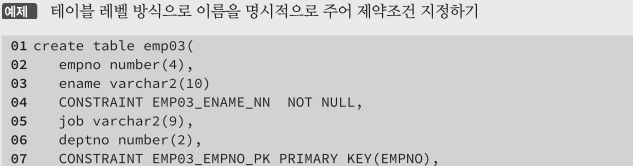 예제 테이블 레벨 방식으로 이름을 명시적으로 주어 제약조건 지정하기
01 create table emp03(
02 empno number(4),
03 ename varchar2(10)
04 CONSTRAINT EMP03_ENAME_NN NOT NULL,
05 job varchar2(9),
06 deptno number(2),
07 CONSTRAINT EMP03_EMPNO_PK PRIMARY KEY(EMPNO),